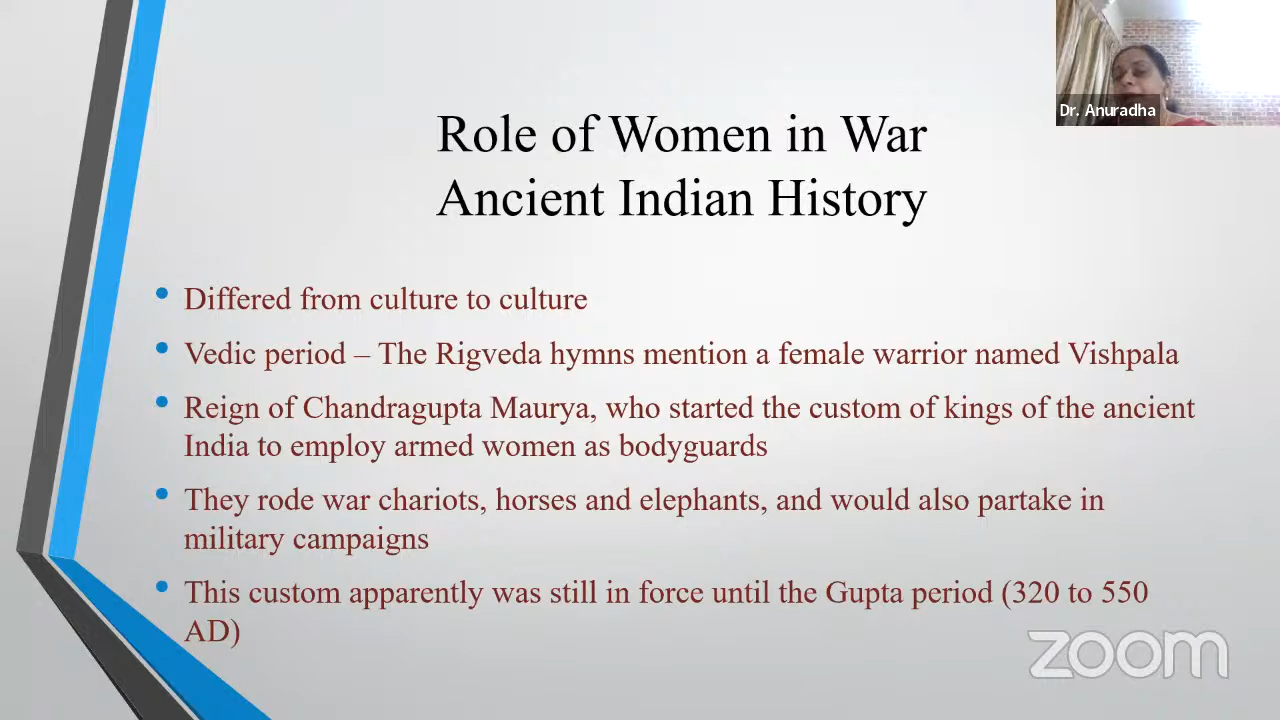 Dr. Anuradha
Role of Women in War
Ancient Indian History
• Differed from culture to culture
• Vedic period – The Rigveda hymns mention a female warrior named Vishpala
• Reign of Chandragupta Maurya, who started the custom of kings of the ancient
India to employ armed women as bodyguards
• They rode war chariots, horses and elephants, and would also partake in
military campaigns
• This custom apparently was still in force until the Gupta period (320 to 550
AD)
zoom